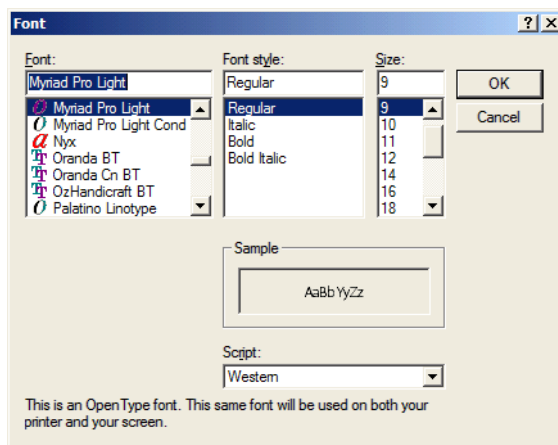 Font
Font:
Myriad Pro Light
Myriad Pro Light
Myriad Pro Light Cond
Nyx
Oranda BT
Oranda Cn BT
OzHandicraft BT
Palatino Linotype
Font style:
Regular
Regular
Italic
Bold
Bold Italic
Size:
9
9
10
11
12
14
16
18
OK
Cancel
Sample
AaBbYyZz
Script:
Western
This is an OpenType font. This same font will be used on both your
printer and your screen.